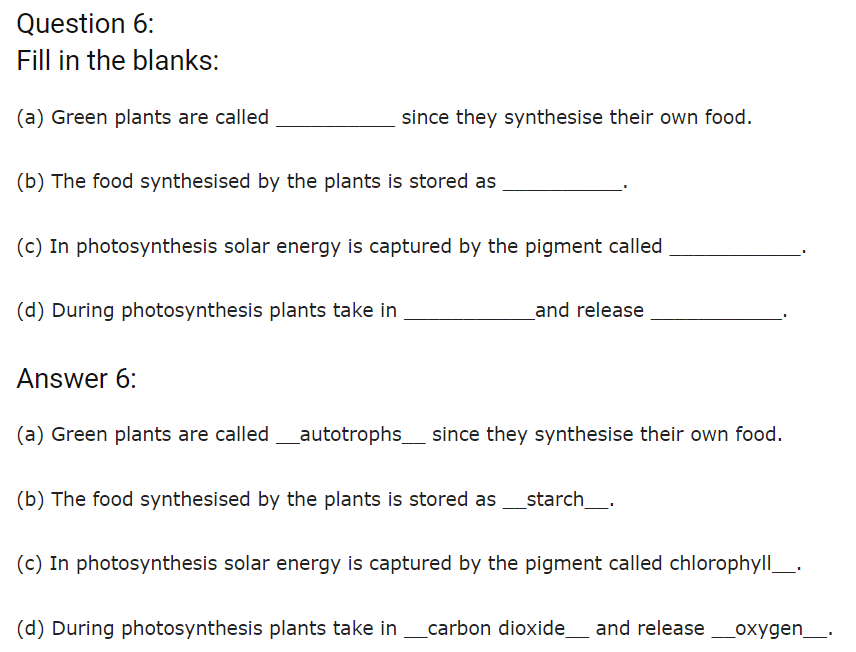 Question 6:
Fill in the blanks:
(a) Green plants are called __________ since they synthesise their own food.
(b) The food synthesised by the plants is stored as __________.
(c) In photosynthesis solar energy is captured by the pigment called ___________.
(d) During photosynthesis plants take in ___________and release ___________.
Answer 6:
(a) Green plants are called __autotrophs__ since they synthesise their own food.
(b) The food synthesised by the plants is stored as __starch__.
(c) In photosynthesis solar energy is captured by the pigment called chlorophyll__.
(d) During photosynthesis plants take in __carbon dioxide__ and release __oxygen__.